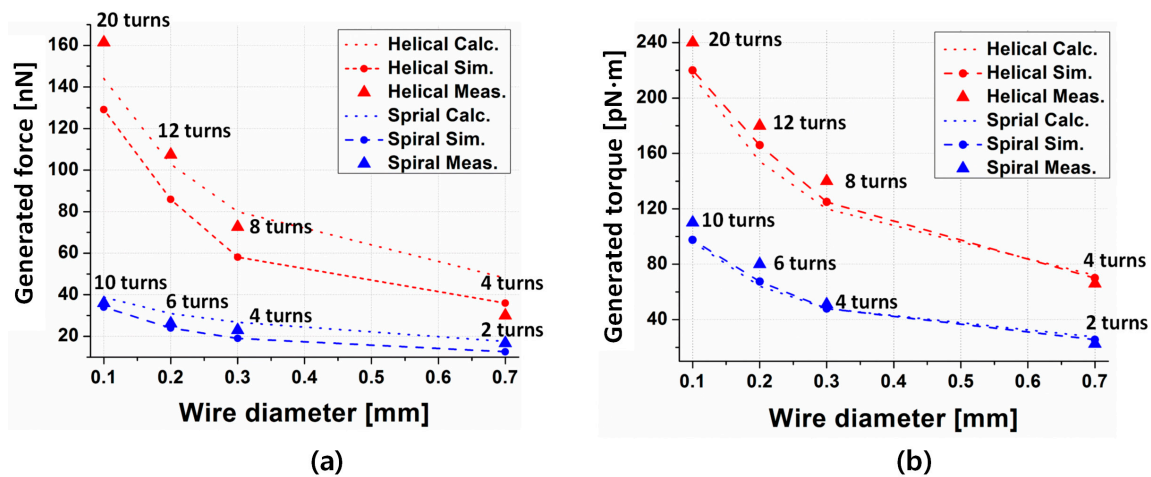 20 turns
160
140
120
100
80
60
40
20
Generated force [nN]
12 turns
8 turns
4 turns
10 turns
6 turns
4 turns
2 turns
Helical Calc.
Helical Sim.
Helical Meas.
Sprial Calc.
Spiral Sim.
Spiral Meas.
0.1 0.2 0.3 0.4 0.5 0.6 0.7
Wire diameter [mm]
(a)
240
200
160
120
80
40
Generated torque [pN·m]
20 turns
12 turns
8 turns
4 turns
10 turns
6 turns
4 turns
2 turns
Helical Calc.
Helical Sim.
Helical Meas.
Sprial Calc.
Spiral Sim.
Spiral Meas.
0.1 0.2 0.3 0.4 0.5 0.6 0.7
Wire diameter [mm]
(b)